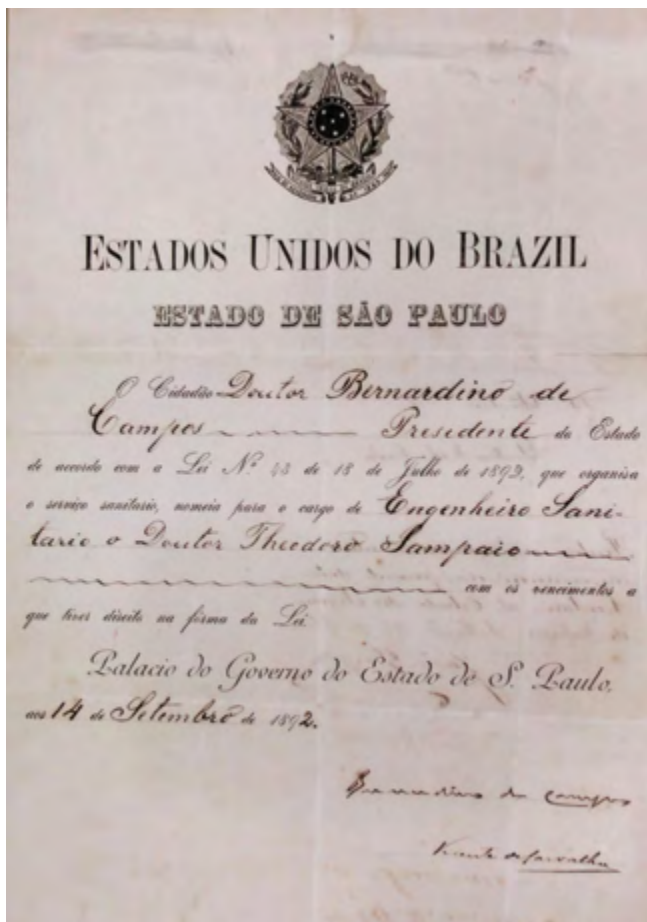 ESTADOS UNIDOS DO BRAZIL
ESTADO DE SÃO PAULO
O Cidadão Doutor Bernardino de
Campos Presidente do Estado
de accordo com a Lei Nº 43 de 18 de Julho de 1892, que organisa
o serviço sanitario, nomeia para o cargo de Engenheiro Sani-
tario o Doutor Theodoro Sampaio
com os vencimentos a
que tiver direito na fórma da Lei.
Palacio do Governo do Estado de S. Paulo,
aos 14 de Setembro de 1892.
Bernardino de Campos
Vicente de Carvalho